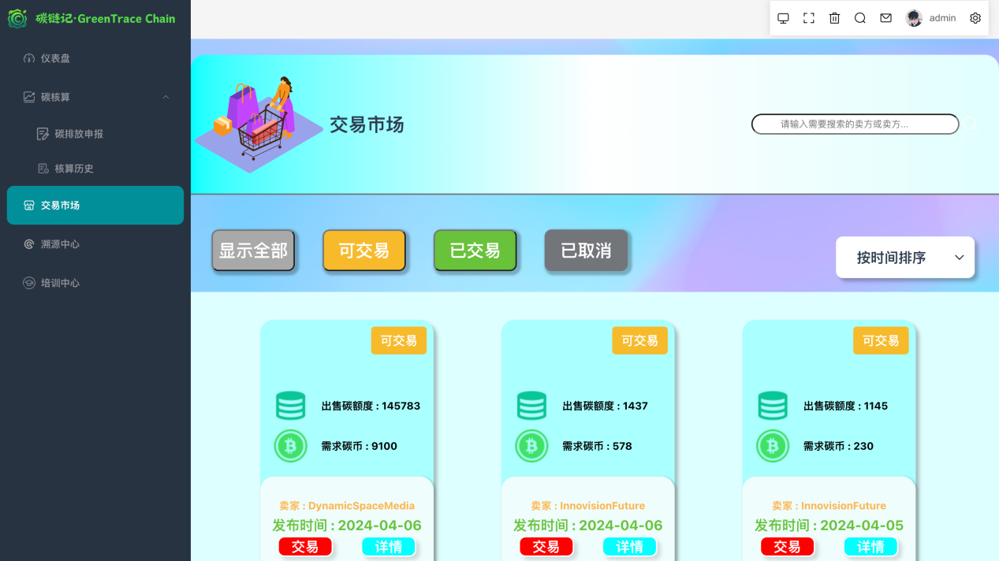 碳链记·GreenTrace Chain
admin
仪表盘
碳核算
碳排放申报
核算历史
交易市场
溯源中心
培训中心
交易市场
请输入需要搜索的卖方或卖方...
显示全部
可交易
已交易
已取消
按时间排序
可交易
出售碳额度 : 145783
需求碳币 : 9100
卖家 : DynamicSpaceMedia
发布时间 : 2024-04-06
交易
详情
可交易
出售碳额度 : 1437
需求碳币 : 578
卖家 : InnovisionFuture
发布时间 : 2024-04-06
交易
详情
可交易
出售碳额度 : 1145
需求碳币 : 230
卖家 : InnovisionFuture
发布时间 : 2024-04-05
交易
详情